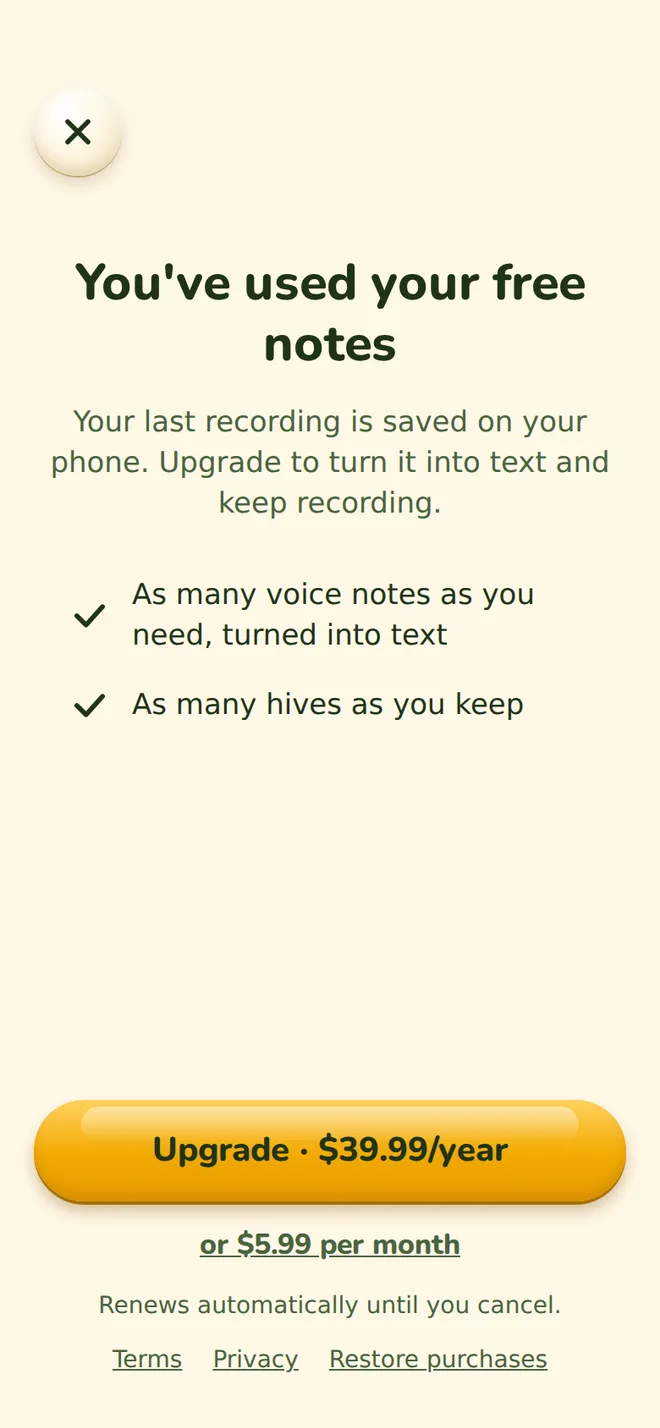 You've used your free
notes
Your last recording is saved on your
phone. Upgrade to turn it into text and
keep recording.
As many voice notes as you
need, turned into text
As many hives as you keep
Upgrade · $39.99/year
or $5.99 per month
Renews automatically until you cancel.
Terms Privacy Restore purchases